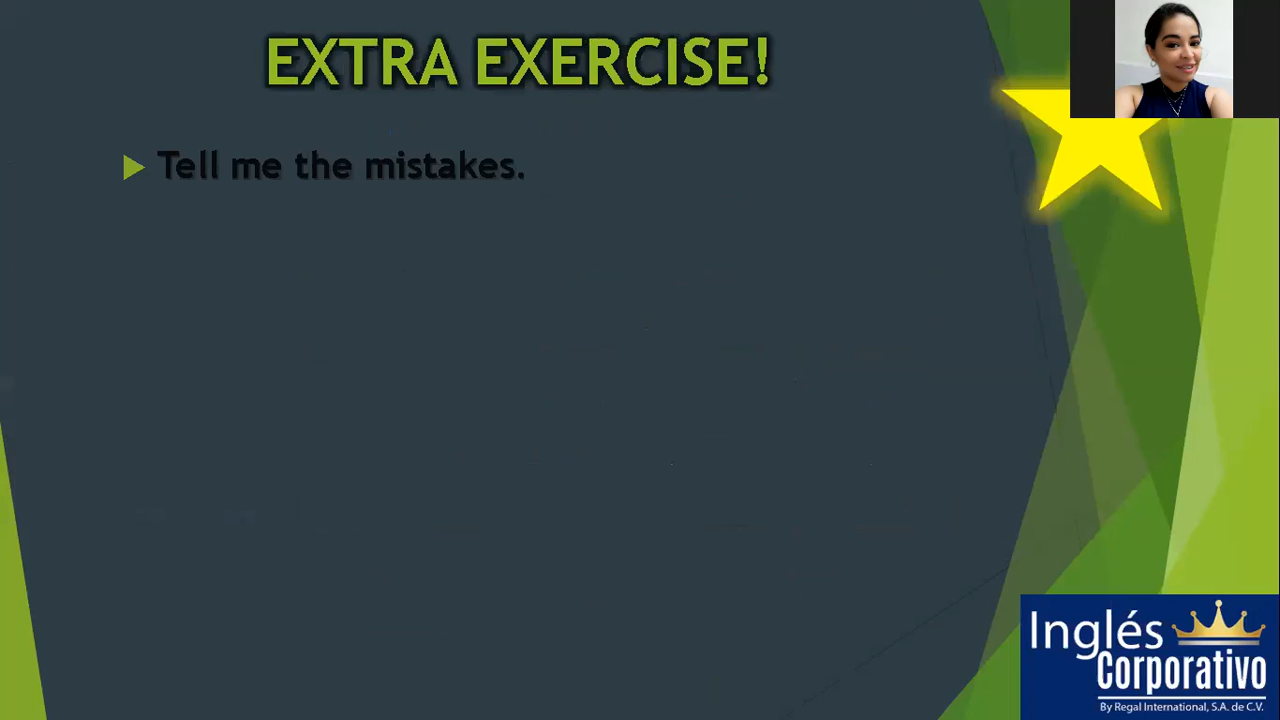 EXTRA EXERCISE!
Tell me the mistakes.
Inglés
Corporativo
By Regal International, S.A. de C.V.